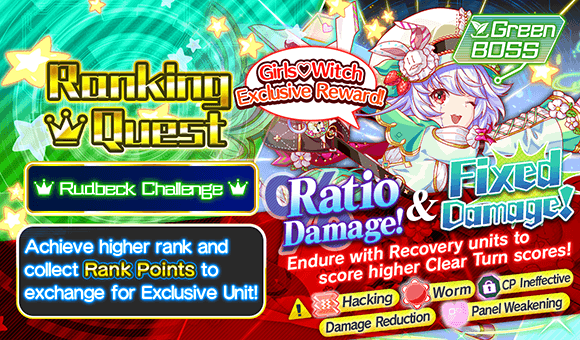 Ranking
Quest
Rudbeck Challenge
Achieve higher rank and
collect Rank Points to
exchange for Exclusive Unit!
Girls♡Witch
Exclusive Reward!
Green
BOSS
Ratio
Damage!
&
Fixed
Damage!
Endure with Recovery units to
score higher Clear Turn scores!
Hacking
Worm
CP Ineffective
Damage Reduction
Panel Weakening